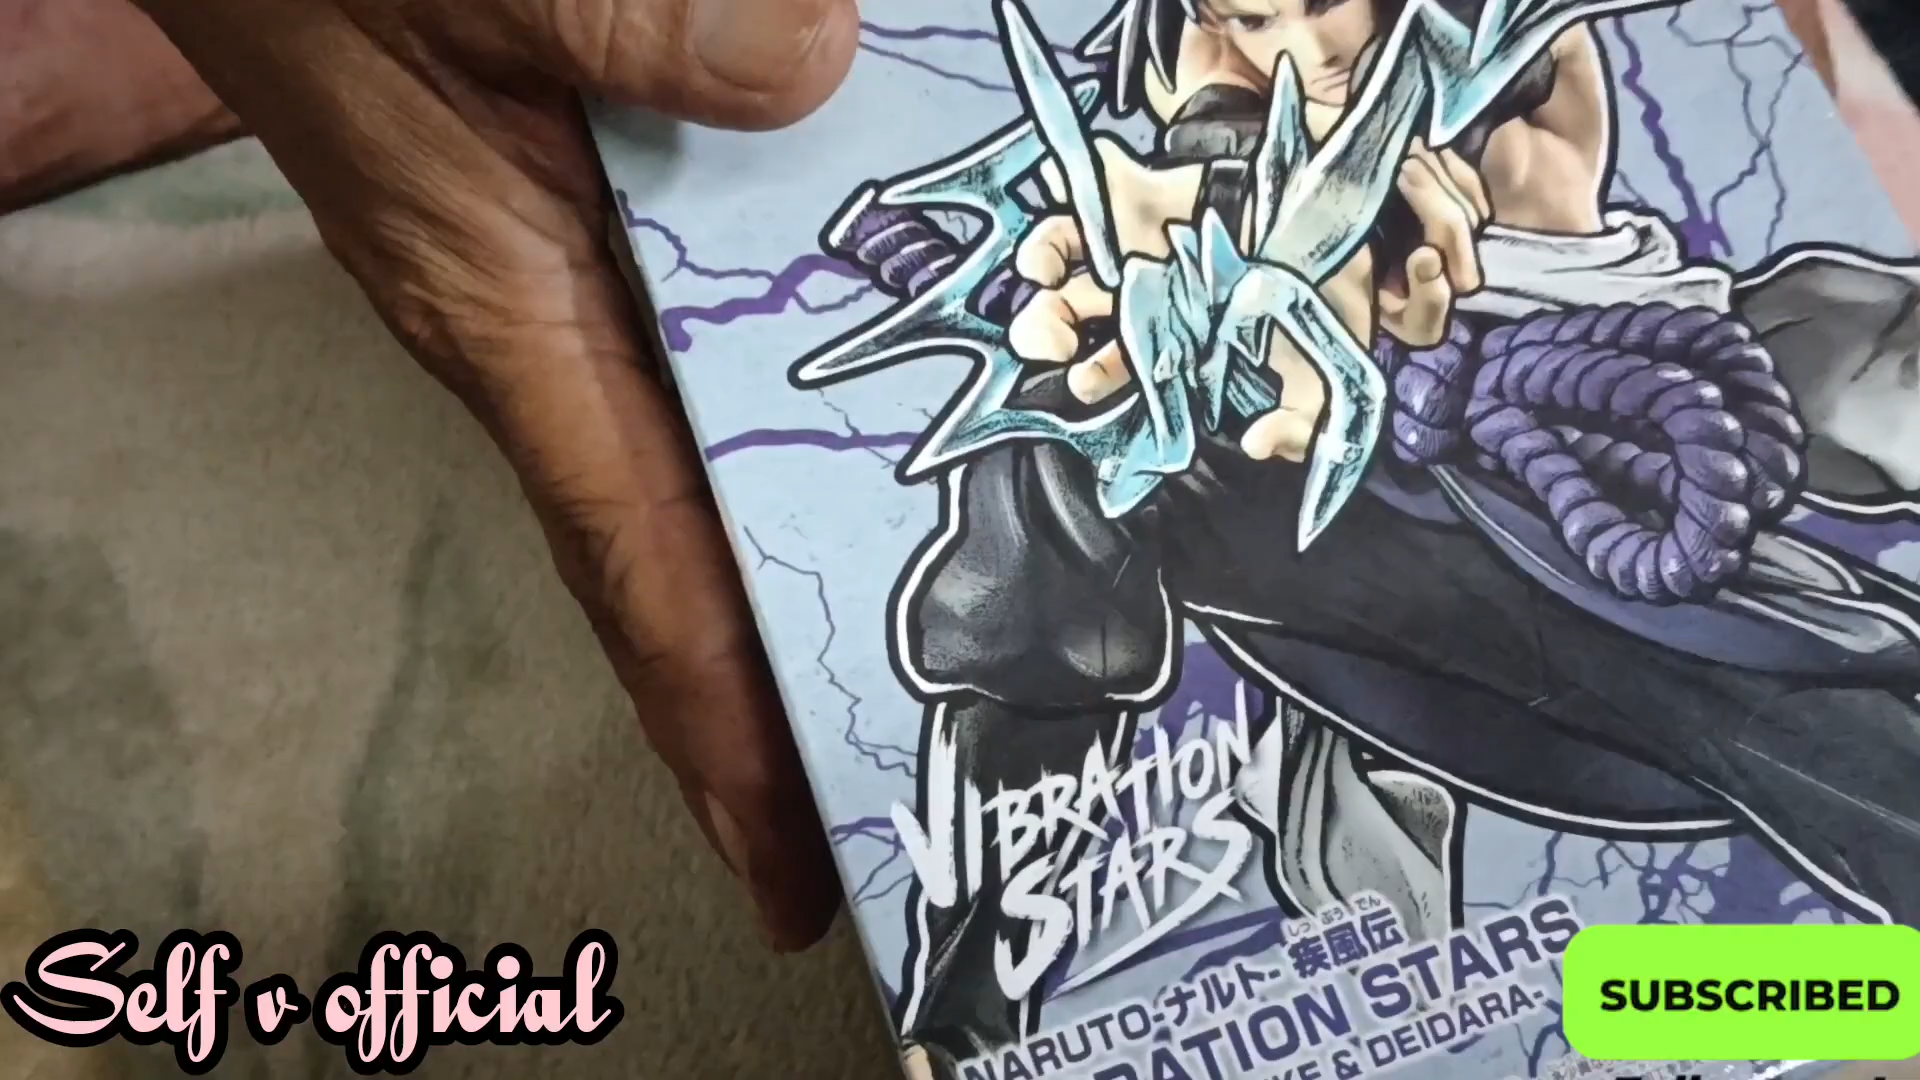 VIBRATION
STARS
しっ ぷう でん
NARUTO-ナルト- 疾風伝
RATION STARS
KE & DEIDARA-
Self v official
SUBSCRIBED